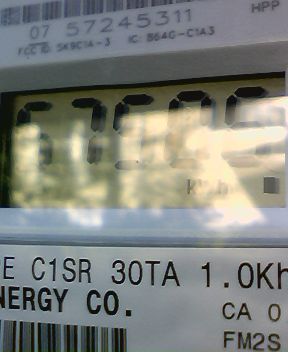 HPP
07 57245311
FCC ID: SK9C1A-3 IC: 864G-C1A3
PE C1SR 30TA 1.0Kh
NERGY CO.
CA 0
FM2S